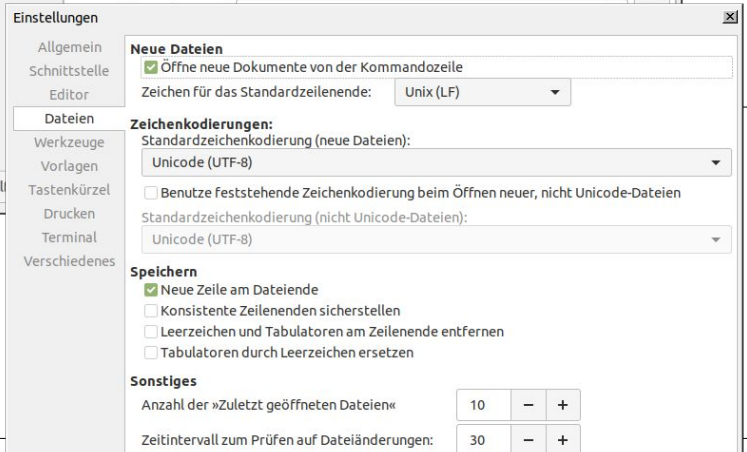 Einstellungen
Allgemein
Schnittstelle
Editor
Dateien
Werkzeuge
Vorlagen
Tastenkürzel
Drucken
Terminal
Verschiedenes
Neue Dateien
Öffne neue Dokumente von der Kommandozeile
Zeichen für das Standardzeilenende: Unix (LF)
Zeichenkodierungen:
Standardzeichenkodierung (neue Dateien):
Unicode (UTF-8)
Benutze feststehende Zeichenkodierung beim Öffnen neuer, nicht Unicode-Dateien
Standardzeichenkodierung (nicht Unicode-Dateien):
Unicode (UTF-8)
Speichern
Neue Zeile am Dateiende
Konsistente Zeilenenden sicherstellen
Leerzeichen und Tabulatoren am Zeilenende entfernen
Tabulatoren durch Leerzeichen ersetzen
Sonstiges
Anzahl der »Zuletzt geöffneten Dateien« 10 − +
Zeitintervall zum Prüfen auf Dateiänderungen: 30 − +